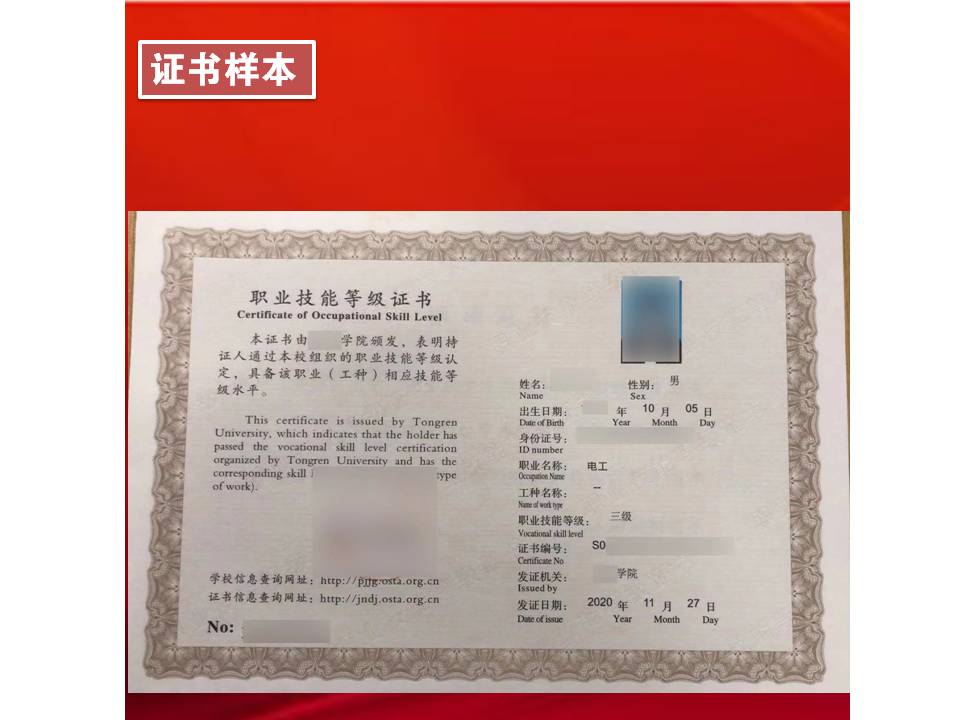 证书样本
职业技能等级证书
Certificate of Occupational Skill Level
本证书由 学院颁发，表明持
证人通过本校组织的职业技能等级认
定，具备该职业（工种）相应技能等
级水平。
This certificate is issued by Tongren
University, which indicates that the holder has
passed the vocational skill level certification
organized by Tongren University and has the
corresponding skill type
of work).
学校信息查询网址：http://pjjg.osta.org.cn
证书信息查询网址：http://jndj.osta.org.cn
No:
姓名： 性别： 男
Name Sex
出生日期： 年 10 月 05 日
Date of Birth Year Month Day
身份证号：
ID number
职业名称： 电工
Occupation Name
工种名称： —
Name of work type
职业技能等级： 三级
Vocational skill level
证书编号： S0
Certificate No
发证机关： 学院
Issued by
发证日期： 2020 年 11 月 27 日
Date of issue Year Month Day